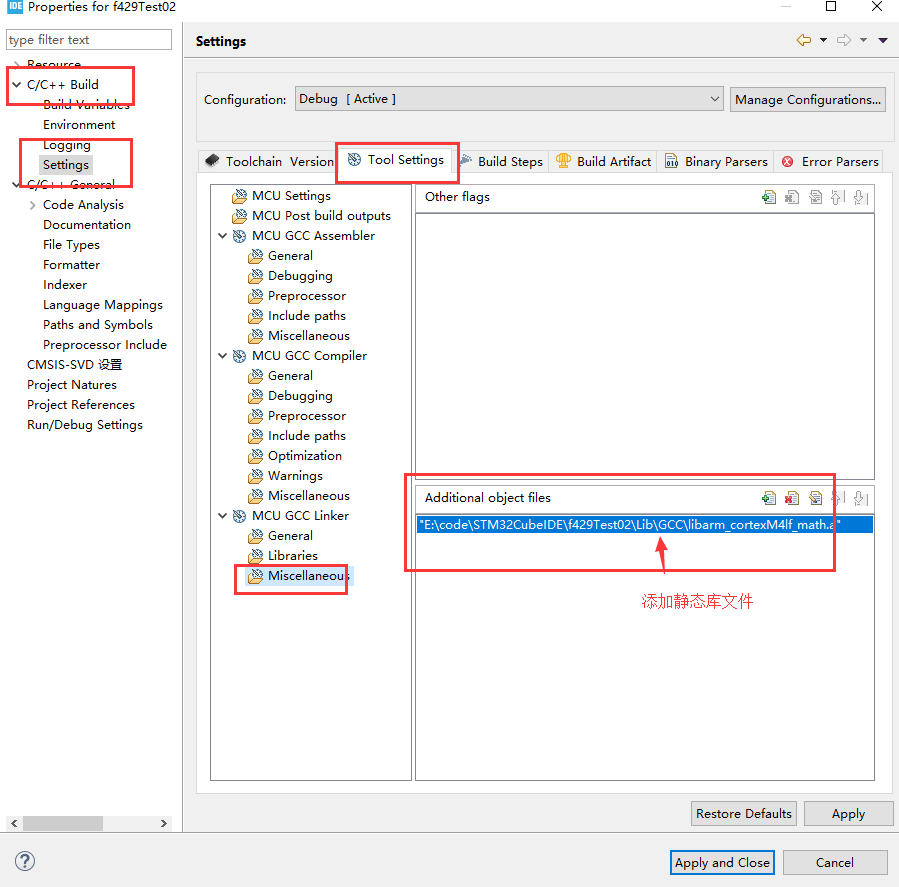 IDE Properties for f429Test02
type filter text
Resource
C/C++ Build
Build Variables
Environment
Logging
Settings
C/C++ General
Code Analysis
Documentation
File Types
Formatter
Indexer
Language Mappings
Paths and Symbols
Preprocessor Include
CMSIS-SVD 设置
Project Natures
Project References
Run/Debug Settings
Settings
Configuration:
Debug [ Active ]
Manage Configurations...
Toolchain Version
Tool Settings
Build Steps
Build Artifact
Binary Parsers
Error Parsers
MCU Settings
MCU Post build outputs
MCU GCC Assembler
General
Debugging
Preprocessor
Include paths
Miscellaneous
MCU GCC Compiler
General
Debugging
Preprocessor
Include paths
Optimization
Warnings
Miscellaneous
MCU GCC Linker
General
Libraries
Miscellaneous
Other flags
Additional object files
"E:\code\STM32CubeIDE\f429Test02\Lib\GCC\libarm_cortexM4lf_math.a"
添加静态库文件
Restore Defaults
Apply
Apply and Close
Cancel